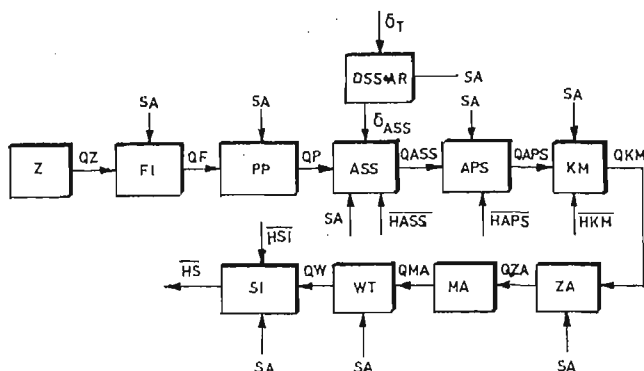 δT
DSS+AR SA
SA SA δASS SA SA
Z QZ FI QF PP QP ASS QASS APS QAPS KM QKM
SA HASS HAPS HKM
HSI
HS SI QW WT QMA MA QZA ZA
SA SA SA